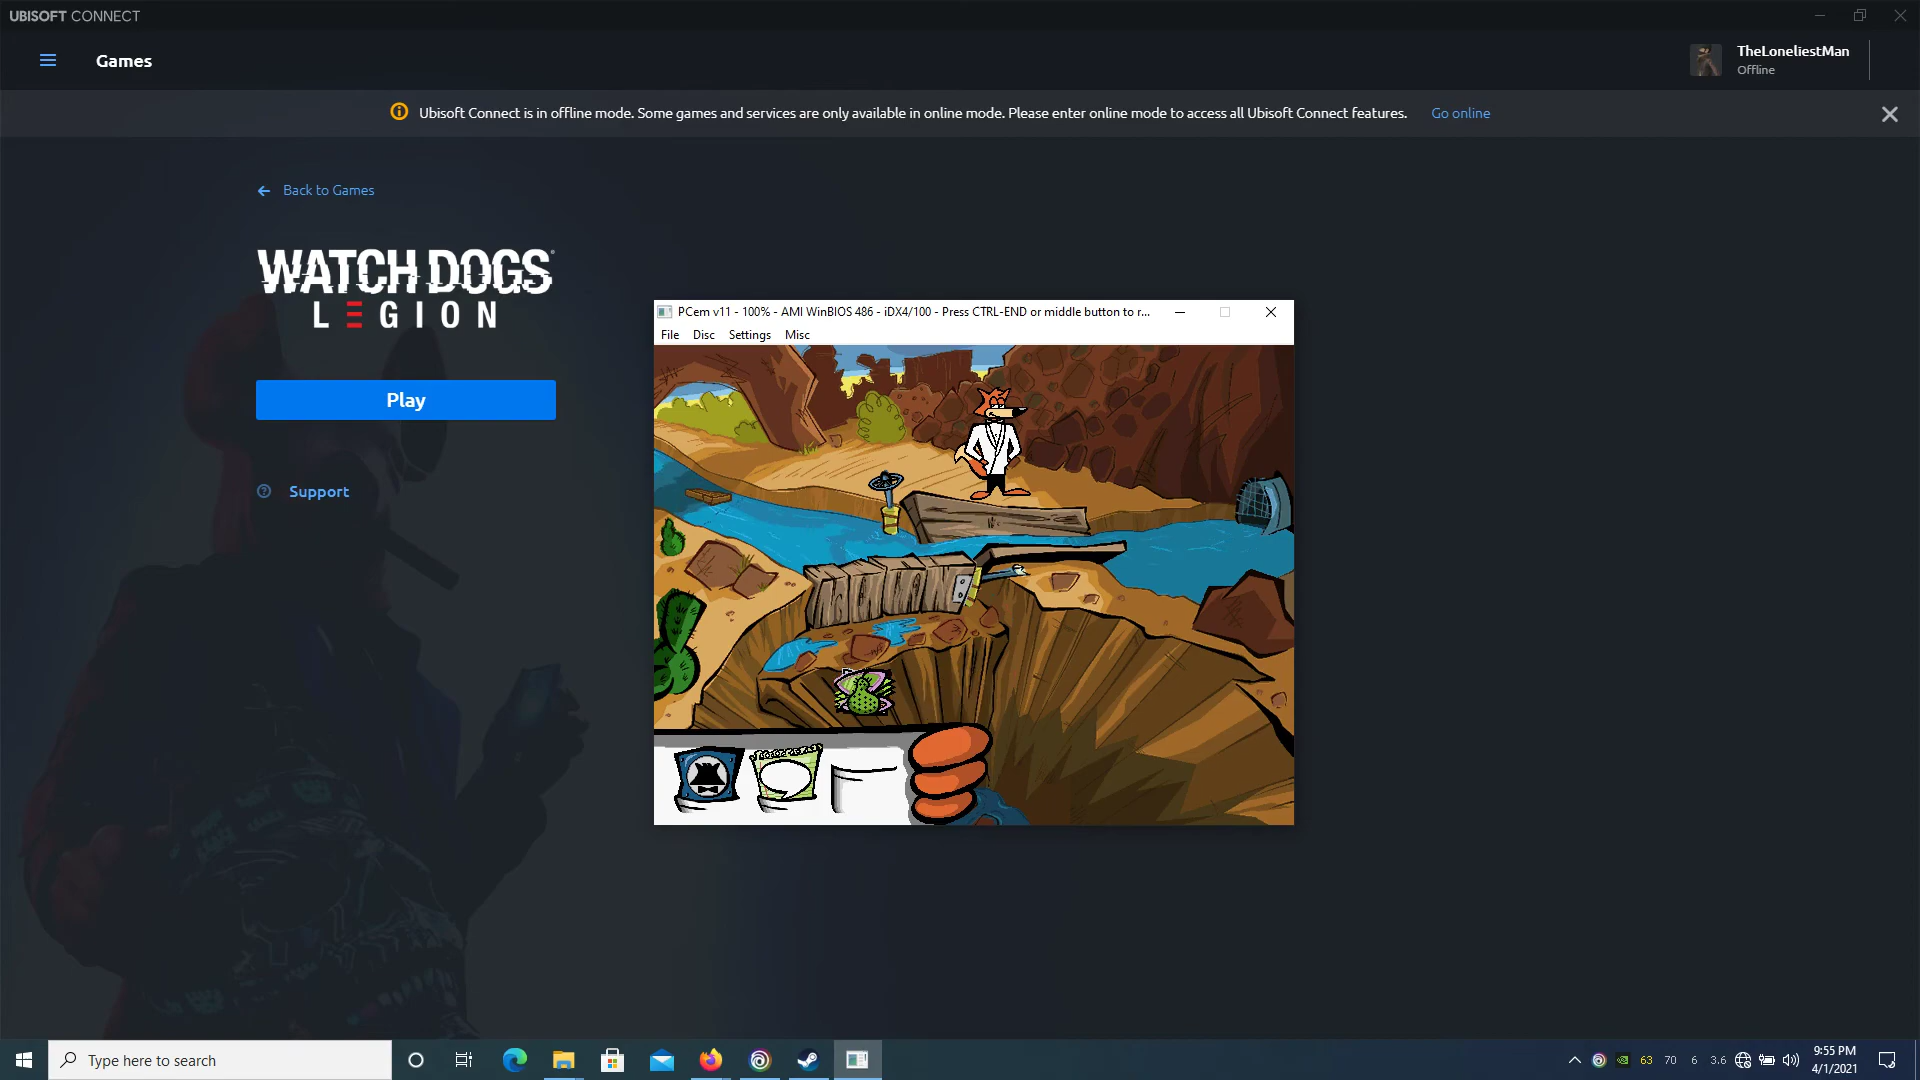 UBISOFT CONNECT
Games
TheLoneliestMan
Offline
Ubisoft Connect is in offline mode. Some games and services are only available in online mode. Please enter online mode to access all Ubisoft Connect features. Go online
Back to Games
WATCH DOGS
LEGION
Play
Support
PCem v11 - 100% - AMI WinBIOS 486 - iDX4/100 - Press CTRL-END or middle button to r...
File Disc Settings Misc
Type here to search
63 70 6 3.6
9:55 PM
4/1/2021